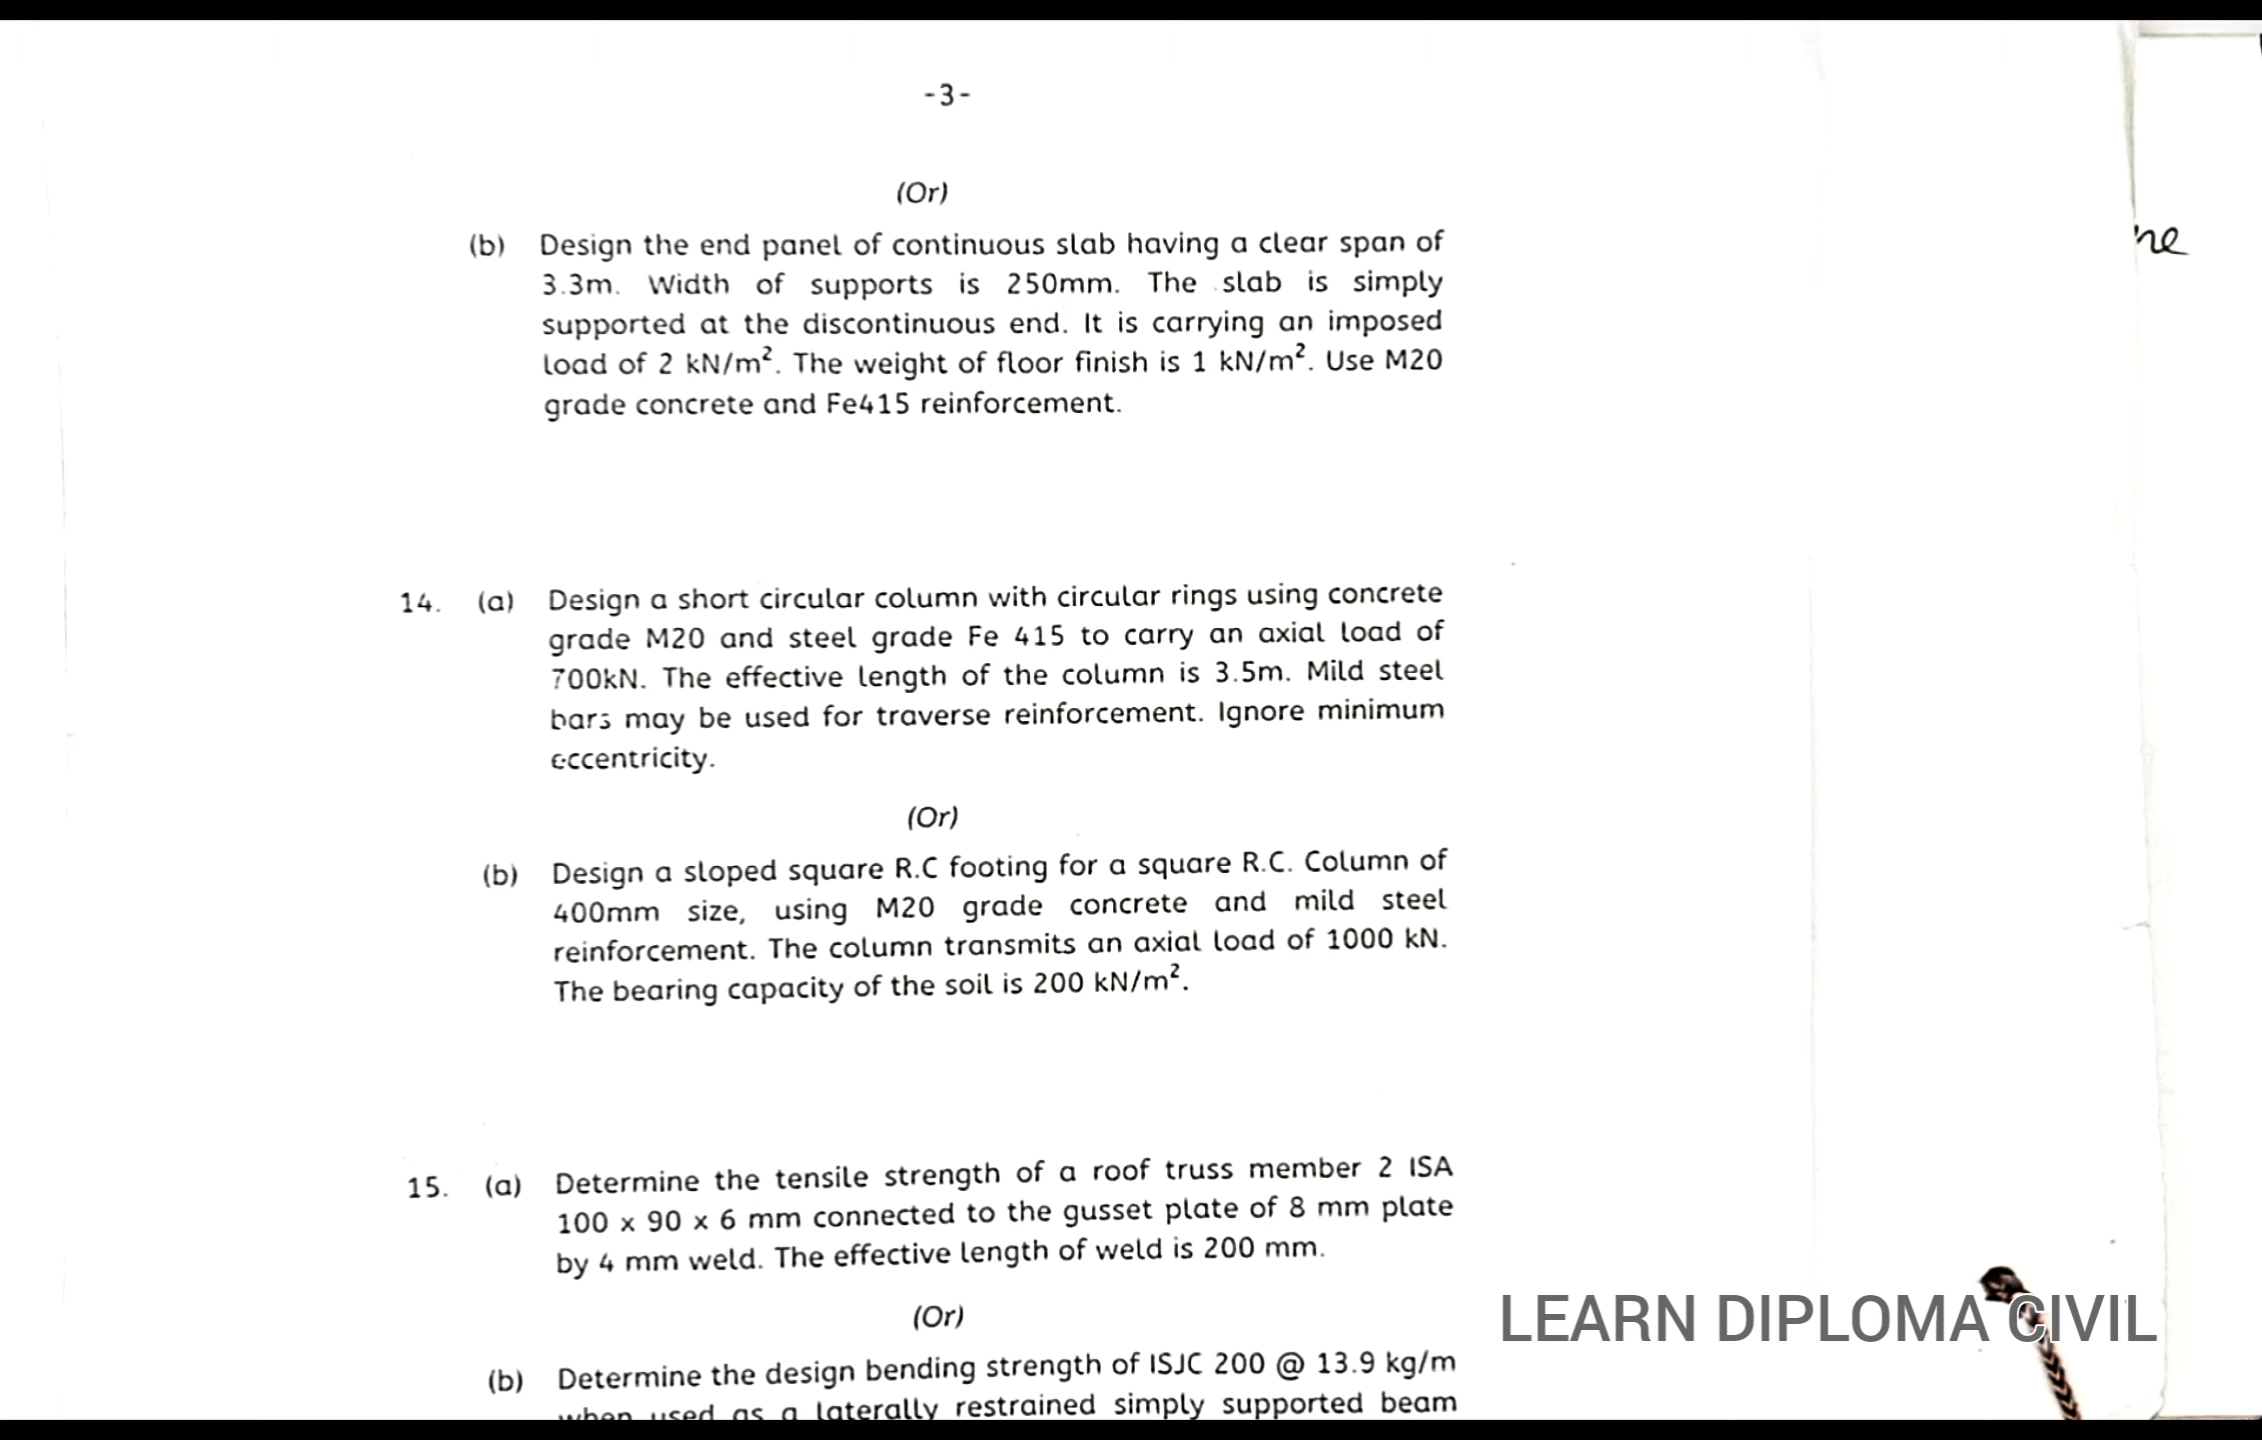 -3-
(Or)
(b) Design the end panel of continuous slab having a clear span of
3.3m. Width of supports is 250mm. The slab is simply
supported at the discontinuous end. It is carrying an imposed
load of 2 kN/m². The weight of floor finish is 1 kN/m². Use M20
grade concrete and Fe415 reinforcement.
14. (a) Design a short circular column with circular rings using concrete
grade M20 and steel grade Fe 415 to carry an axial load of
700kN. The effective length of the column is 3.5m. Mild steel
bars may be used for traverse reinforcement. Ignore minimum
eccentricity.
(Or)
(b) Design a sloped square R.C footing for a square R.C. Column of
400mm size, using M20 grade concrete and mild steel
reinforcement. The column transmits an axial load of 1000 kN.
The bearing capacity of the soil is 200 kN/m².
15. (a) Determine the tensile strength of a roof truss member 2 ISA
100 x 90 x 6 mm connected to the gusset plate of 8 mm plate
by 4 mm weld. The effective length of weld is 200 mm.
(Or)
(b) Determine the design bending strength of ISJC 200 @ 13.9 kg/m
when used as a laterally restrained simply supported beam
LEARN DIPLOMA CIVIL